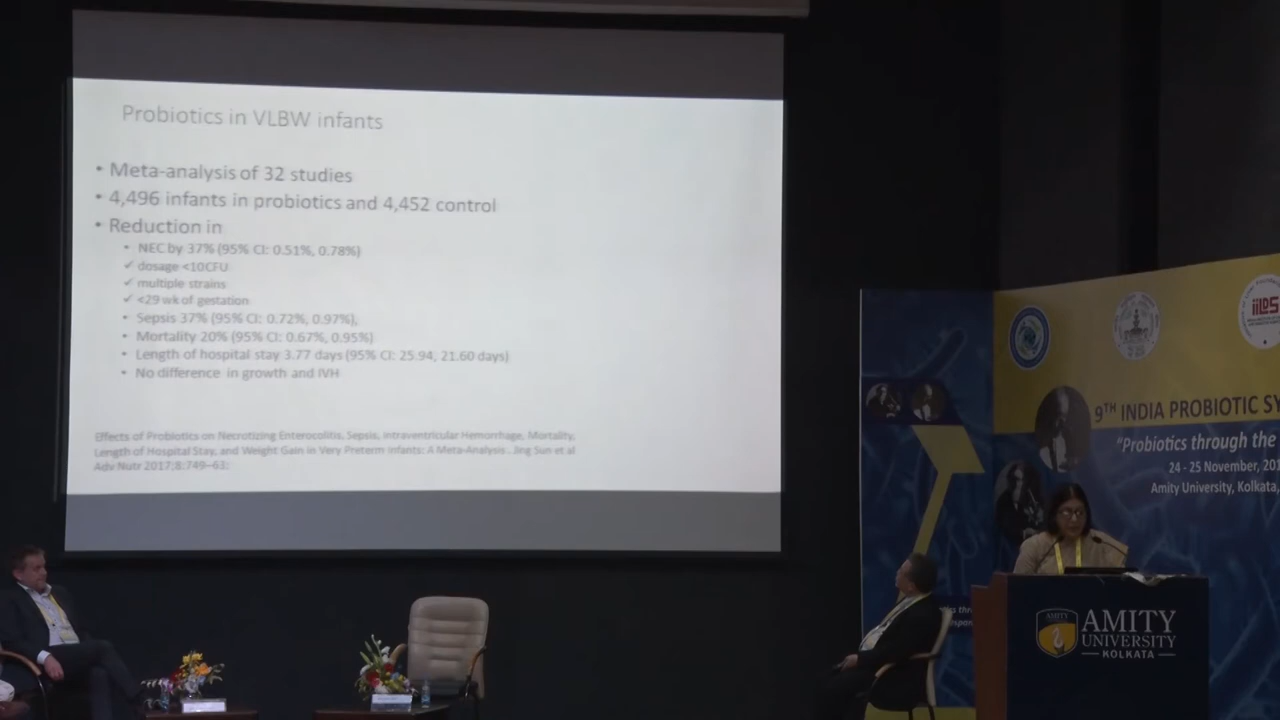 Probiotics in VLBW infants
• Meta-analysis of 32 studies
• 4,496 infants in probiotics and 4,452 control
• Reduction in
• NEC by 37% (95% CI: 0.51%, 0.78%)
✓ dosage <10CFU
✓ multiple strains
✓ <29 wk of gestation
• Sepsis 37% (95% CI: 0.72%, 0.97%),
• Mortality 20% (95% CI: 0.67%, 0.95%)
• Length of hospital stay 3.77 days (95% CI: 25.94, 21.60 days)
• No difference in growth and IVH
Effects of Probiotics on Necrotizing Enterocolitis, Sepsis, Intraventricular Hemorrhage, Mortality,
Length of Hospital Stay, and Weight Gain in Very Preterm Infants: A Meta-Analysis. Jing Sun et al
Adv Nutr 2017;8:749–63;
iiLDS
9TH INDIA PROBIOTIC SY
"Probiotics through the
24 - 25 November, 201
Amity University, Kolkata,
AMITY
AMITY
UNIVERSITY
KOLKATA